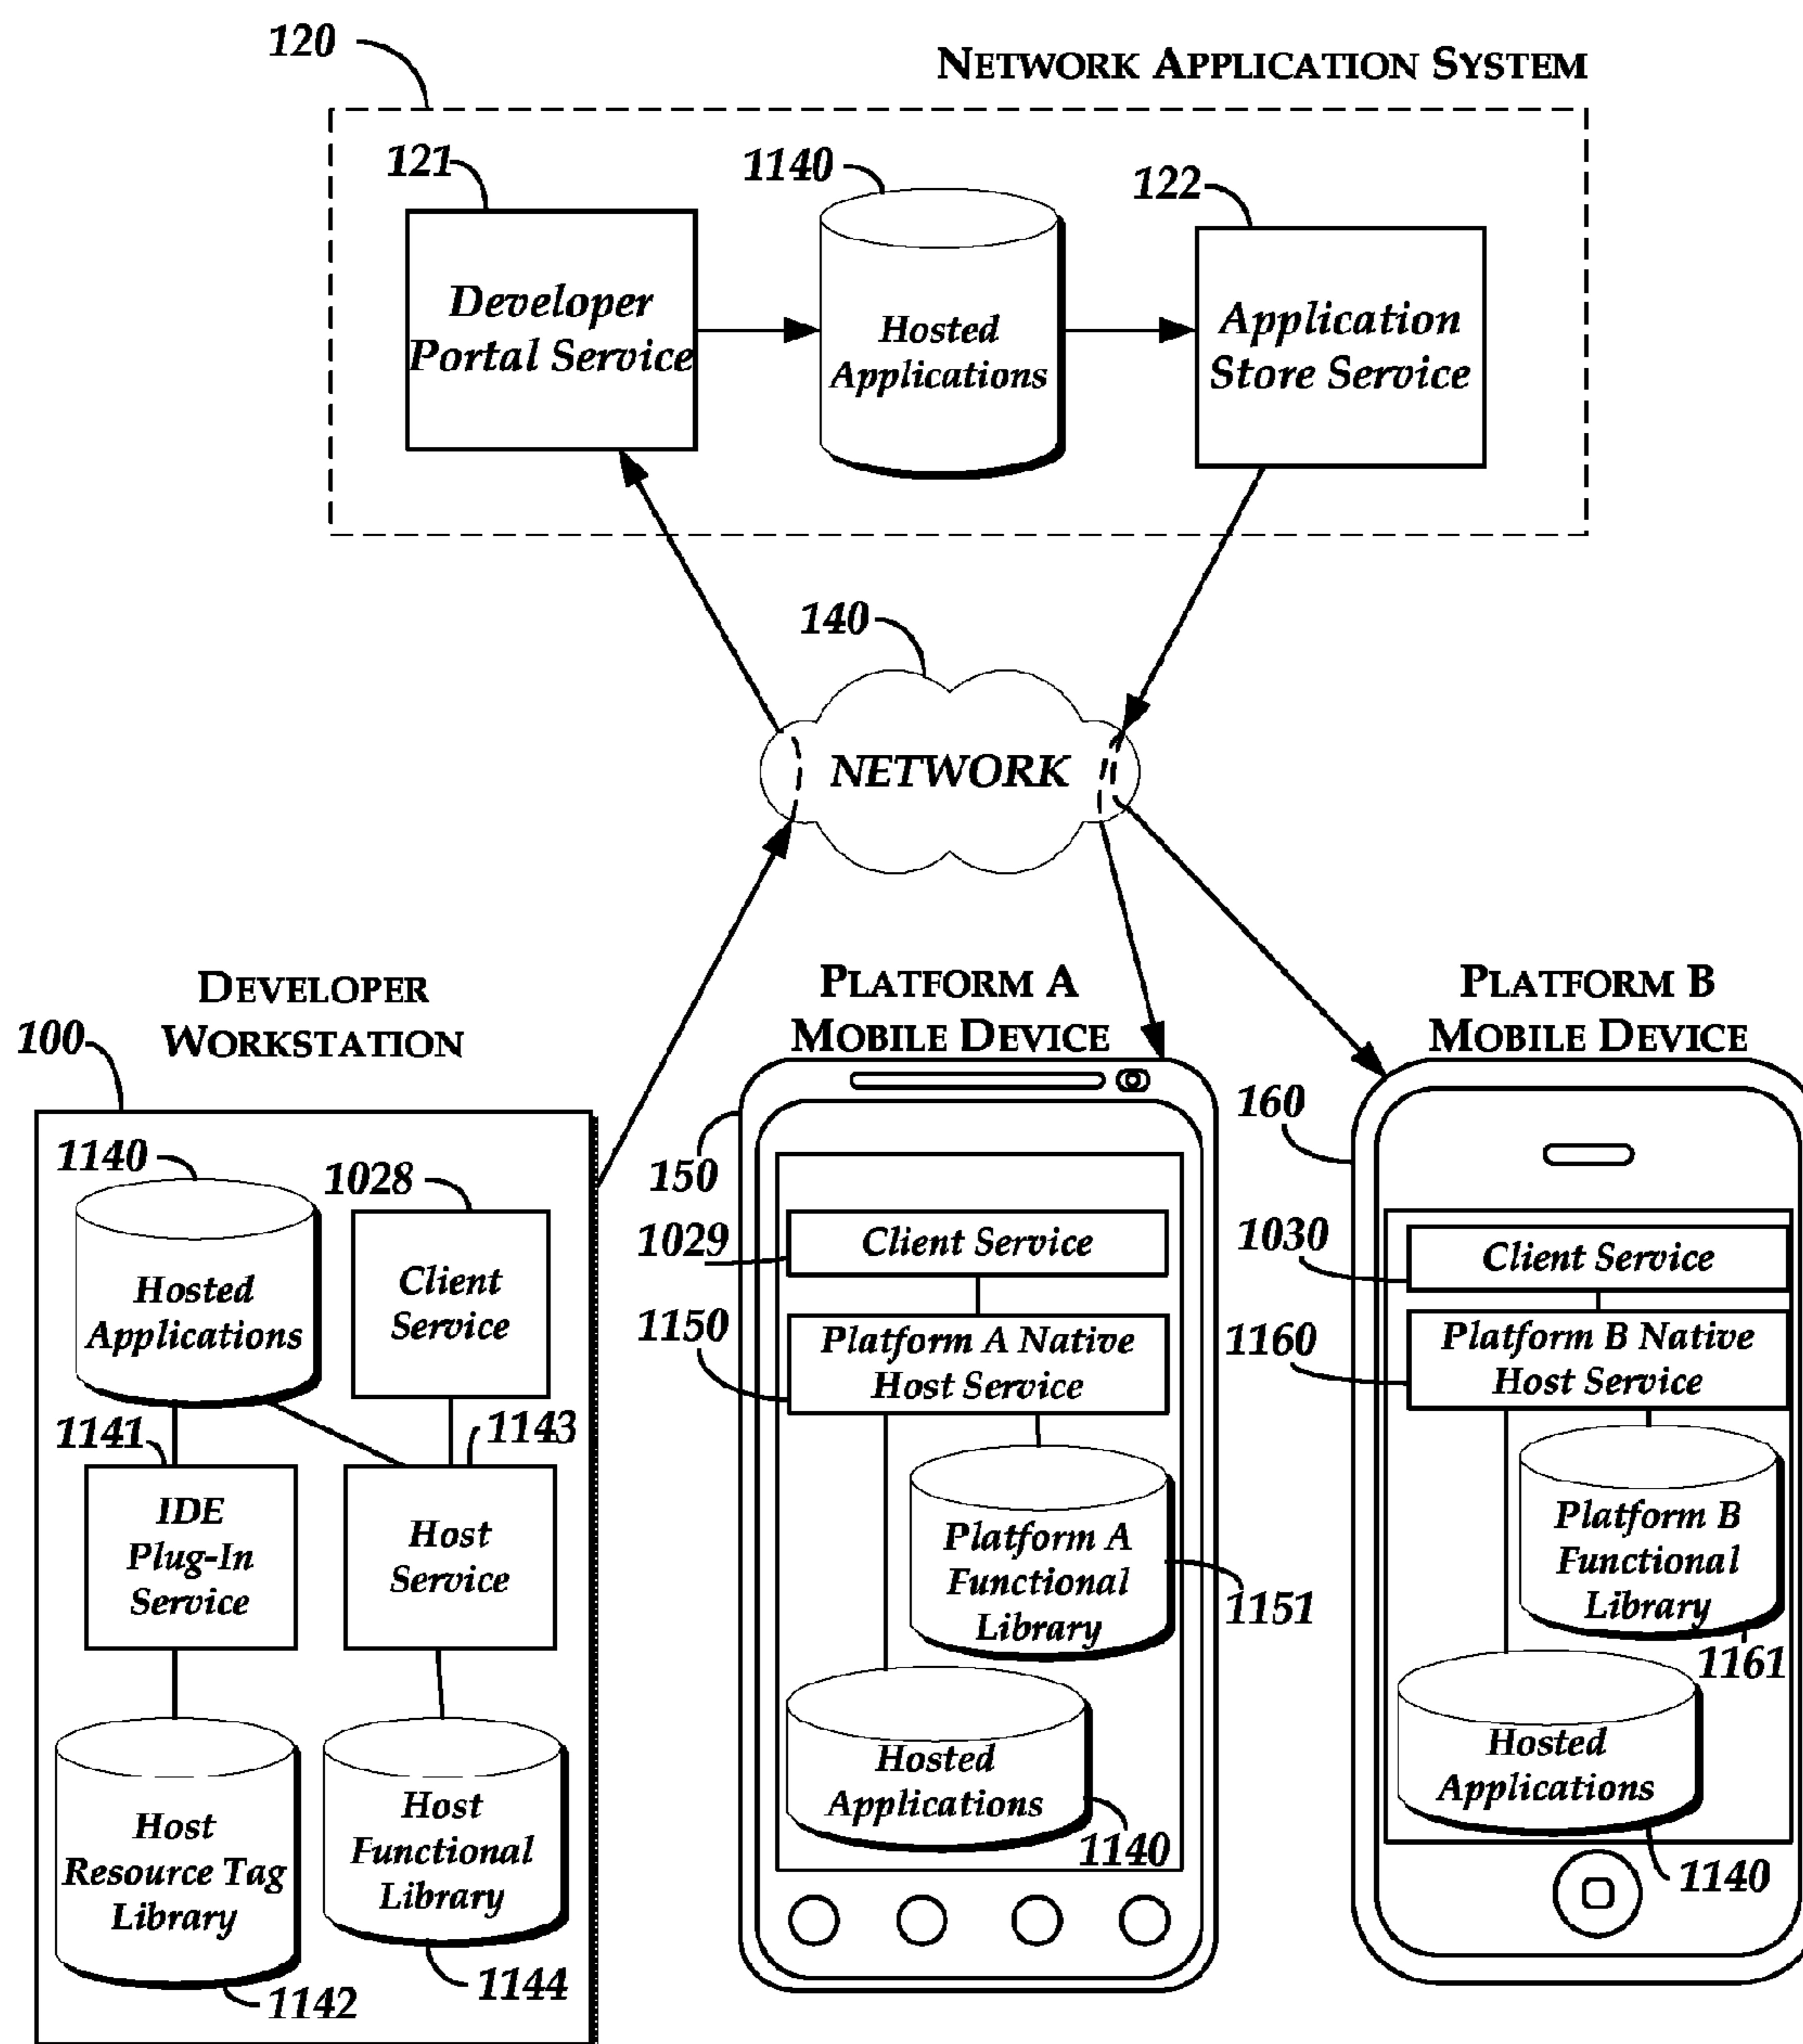 120
NETWORK APPLICATION SYSTEM
121
1140
122
Developer
Portal Service
Hosted
Applications
Application
Store Service
140
NETWORK
DEVELOPER
WORKSTATION
100
1140
1028
Hosted
Applications
Client
Service
1141
1143
IDE
Plug-In
Service
Host
Service
Host
Resource Tag
Library
Host
Functional
Library
1142
1144
PLATFORM A
MOBILE DEVICE
150
1029
Client Service
1150
Platform A Native
Host Service
Platform A
Functional
Library
1151
Hosted
Applications
1140
PLATFORM B
MOBILE DEVICE
160
1030
Client Service
1160
Platform B Native
Host Service
Platform B
Functional
Library
1161
Hosted
Applications
1140